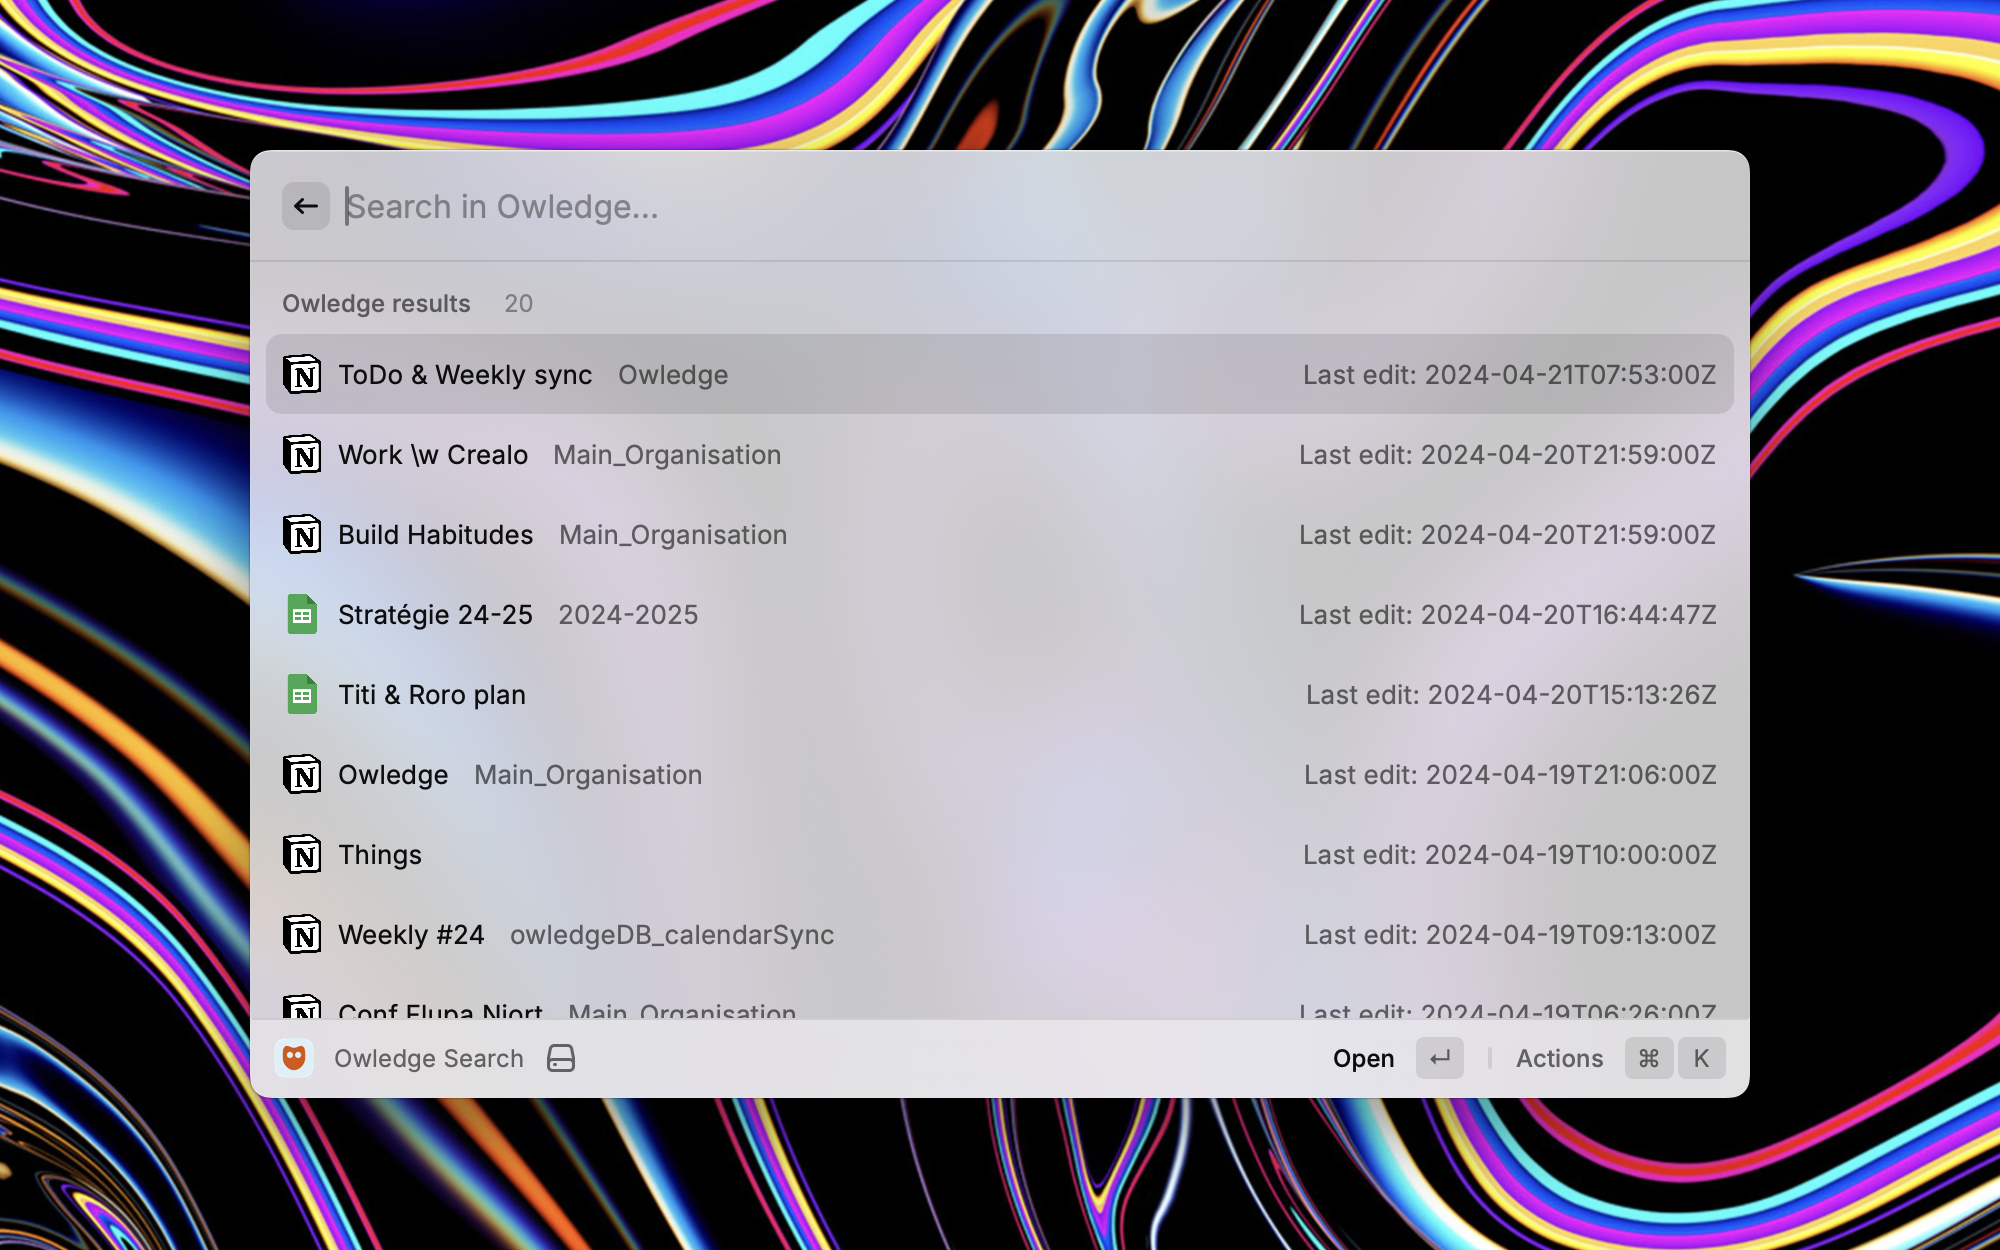 Search in Owledge...
Owledge results 20
ToDo & Weekly sync Owledge Last edit: 2024-04-21T07:53:00Z
Work \w Crealo Main_Organisation Last edit: 2024-04-20T21:59:00Z
Build Habitudes Main_Organisation Last edit: 2024-04-20T21:59:00Z
Stratégie 24-25 2024-2025 Last edit: 2024-04-20T16:44:47Z
Titi & Roro plan Last edit: 2024-04-20T15:13:26Z
Owledge Main_Organisation Last edit: 2024-04-19T21:06:00Z
Things Last edit: 2024-04-19T10:00:00Z
Weekly #24 owledgeDB_calendarSync Last edit: 2024-04-19T09:13:00Z
Conf Flupa Niort Main_Organisation Last edit: 2024-04-19T06:26:00Z
Owledge Search Open ↵ Actions ⌘ K